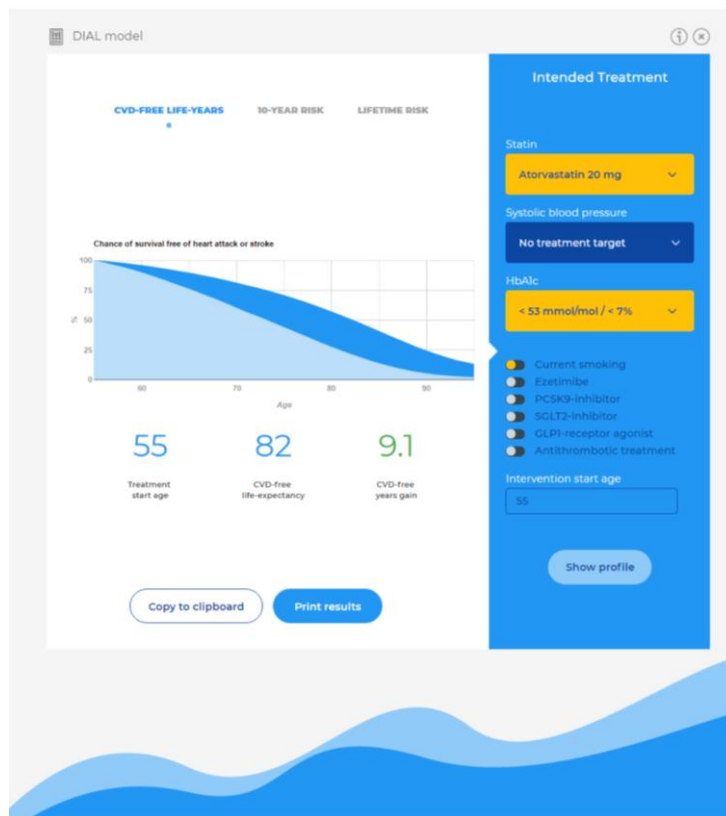 DIAL model
CVD-FREE LIFE-YEARS
10-YEAR RISK
LIFETIME RISK
Chance of survival free of heart attack or stroke
100
75
50
25
0
%
60
70
80
90
Age
55
82
9.1
Treatment
start age
CVD-free
life-expectancy
CVD-free
years gain
Copy to clipboard
Print results
Intended Treatment
Statin
Atorvastatin 20 mg
Systolic blood pressure
No treatment target
HbA1c
< 53 mmol/mol / < 7%
Current smoking
Ezetimibe
PCSK9-inhibitor
SGLT2-inhibitor
GLP1-receptor agonist
Antithrombotic treatment
Intervention start age
55
Show profile